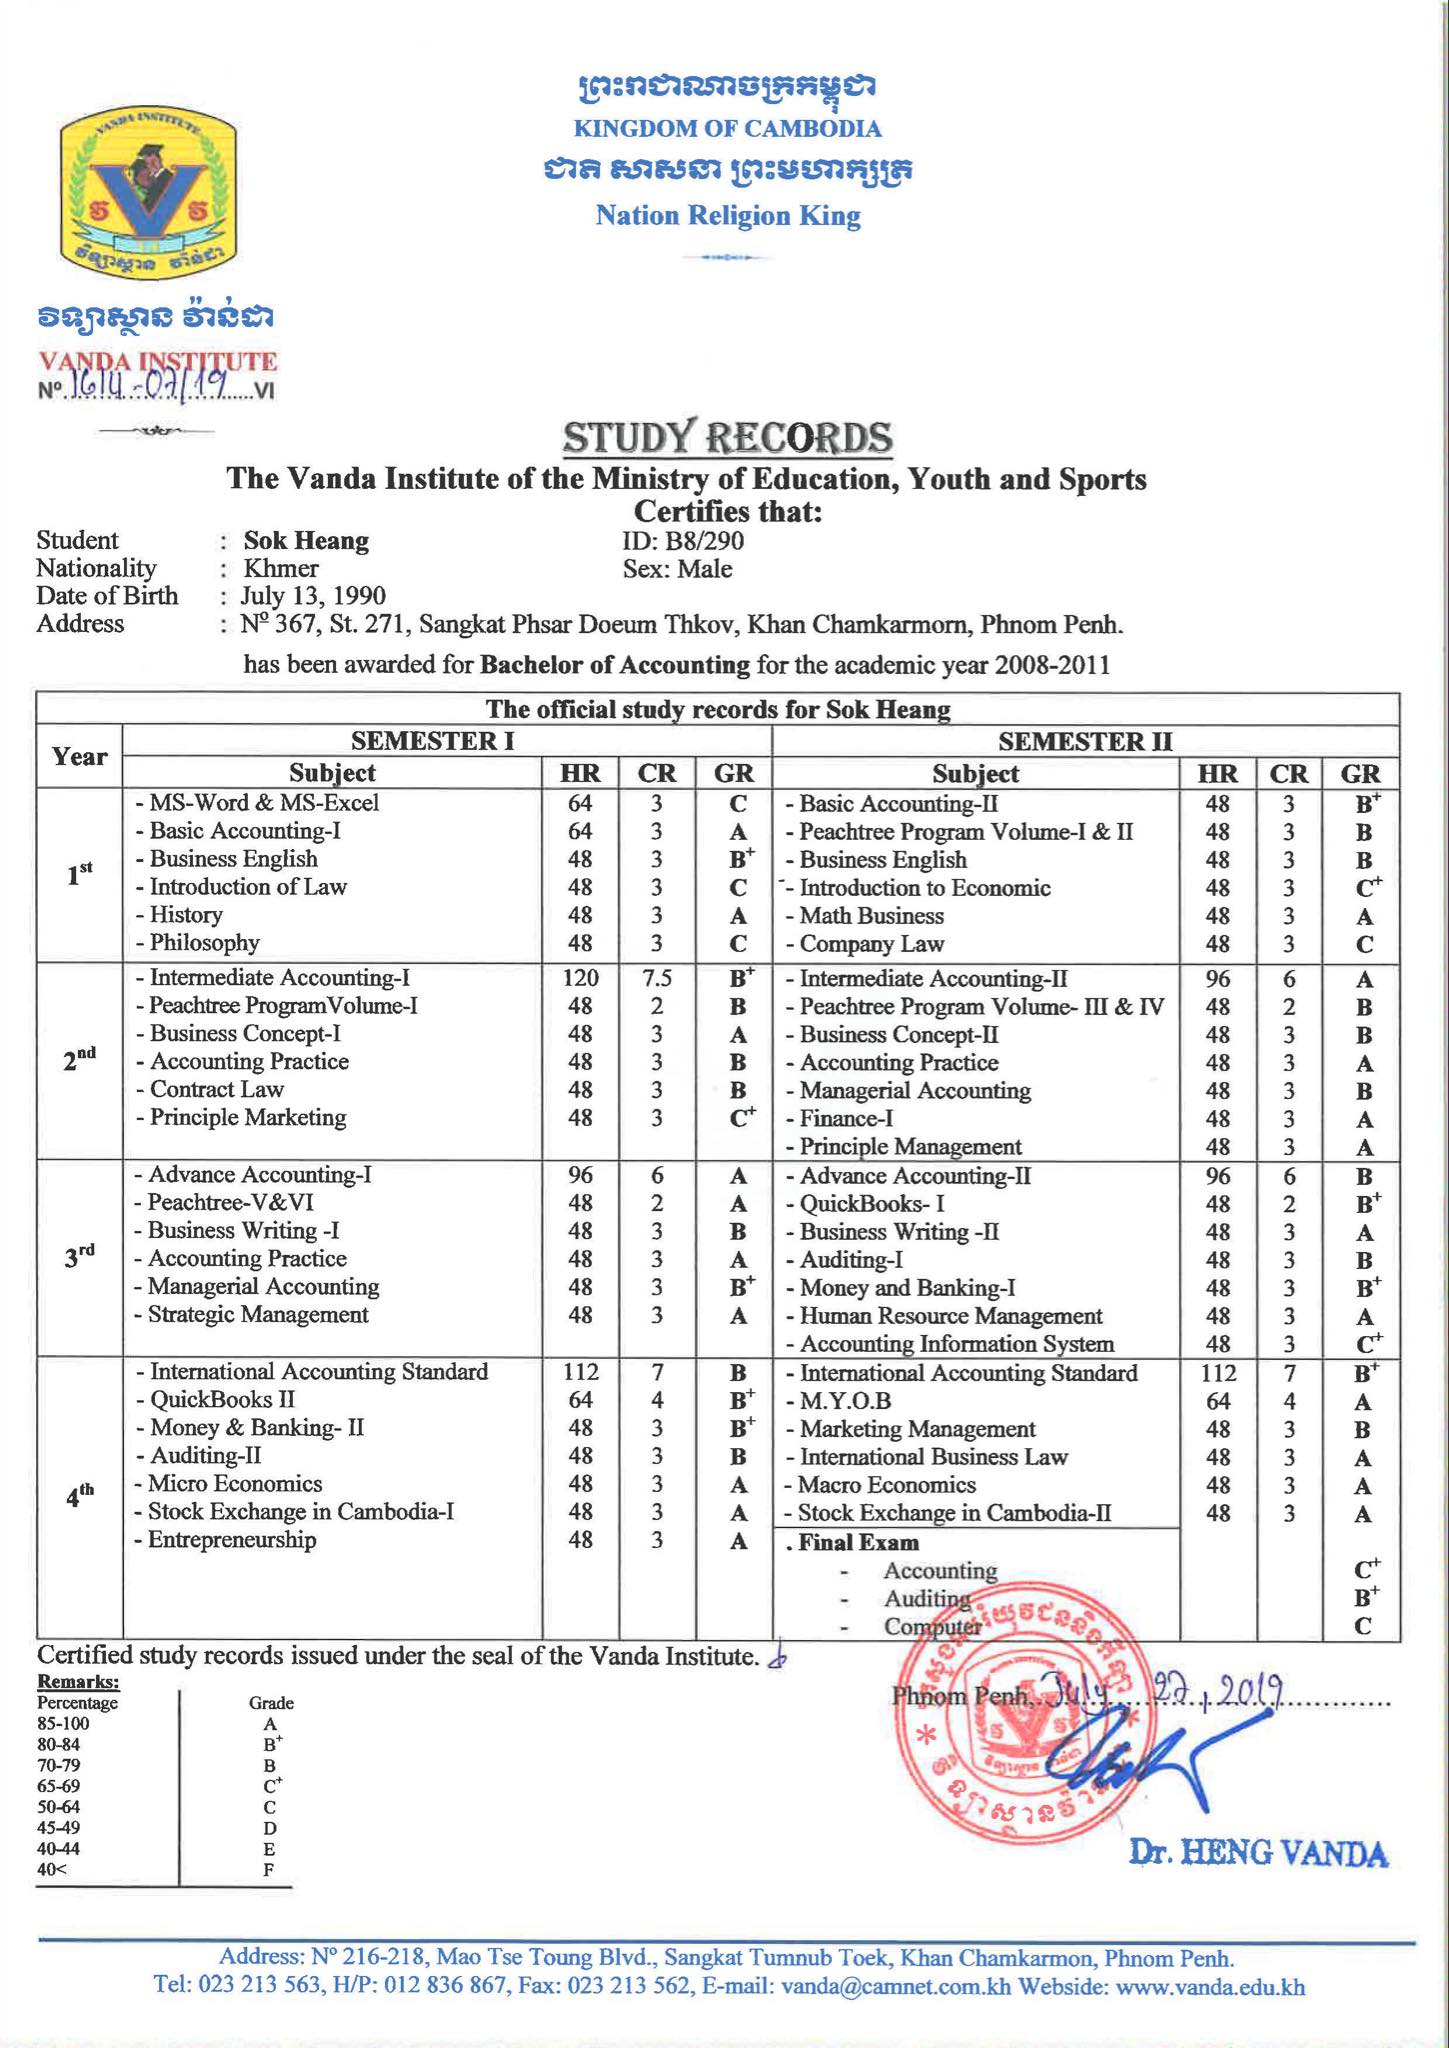 ព្រះរាជាណាចក្រកម្ពុជា
KINGDOM OF CAMBODIA
ជាតិ សាសនា ព្រះមហាក្សត្រ
Nation Religion King
VANDA INSTITUTE
វ វ
វិទ្យាស្ថាន វ៉ាន់ដា
វិទ្យាស្ថាន វ៉ាន់ដា
VANDA INSTITUTE
Nº.1614-07/19......VI
STUDY RECORDS
The Vanda Institute of the Ministry of Education, Youth and Sports
Certifies that:
Student : Sok Heang ID: B8/290
Nationality : Khmer Sex: Male
Date of Birth : July 13, 1990
Address : Nº 367, St. 271, Sangkat Phsar Doeum Thkov, Khan Chamkarmorn, Phnom Penh.
has been awarded for Bachelor of Accounting for the academic year 2008-2011
The official study records for Sok Heang
Year SEMESTER I SEMESTER II
Subject HR CR GR Subject HR CR GR
1st
- MS-Word & MS-Excel 64 3 C - Basic Accounting-II 48 3 B+
- Basic Accounting-I 64 3 A - Peachtree Program Volume-I & II 48 3 B
- Business English 48 3 B+ - Business English 48 3 B
- Introduction of Law 48 3 C - Introduction to Economic 48 3 C+
- History 48 3 A - Math Business 48 3 A
- Philosophy 48 3 C - Company Law 48 3 C
2nd
- Intermediate Accounting-I 120 7.5 B+ - Intermediate Accounting-II 96 6 A
- Peachtree ProgramVolume-I 48 2 B - Peachtree Program Volume- III & IV 48 2 B
- Business Concept-I 48 3 A - Business Concept-II 48 3 B
- Accounting Practice 48 3 B - Accounting Practice 48 3 A
- Contract Law 48 3 B - Managerial Accounting 48 3 B
- Principle Marketing 48 3 C+ - Finance-I 48 3 A
- Principle Management 48 3 A
3rd
- Advance Accounting-I 96 6 A - Advance Accounting-II 96 6 B
- Peachtree-V&VI 48 2 A - QuickBooks- I 48 2 B+
- Business Writing -I 48 3 B - Business Writing -II 48 3 A
- Accounting Practice 48 3 A - Auditing-I 48 3 B
- Managerial Accounting 48 3 B+ - Money and Banking-I 48 3 B+
- Strategic Management 48 3 A - Human Resource Management 48 3 A
- Accounting Information System 48 3 C+
4th
- International Accounting Standard 112 7 B - International Accounting Standard 112 7 B+
- QuickBooks II 64 4 B+ - M.Y.O.B 64 4 A
- Money & Banking- II 48 3 B+ - Marketing Management 48 3 B
- Auditing-II 48 3 B - International Business Law 48 3 A
- Micro Economics 48 3 A - Macro Economics 48 3 A
- Stock Exchange in Cambodia-I 48 3 A - Stock Exchange in Cambodia-II 48 3 A
- Entrepreneurship 48 3 A . Final Exam
- Accounting C+
- Auditing B+
- Computer C
Certified study records issued under the seal of the Vanda Institute.
Remarks:
Percentage Grade
85-100 A
80-84 B+
70-79 B
65-69 C+
50-64 C
45-49 D
40-44 E
40< F
Phnom Penh, July 27, 2019
Dr. HENG VANDA
Address: Nº 216-218, Mao Tse Toung Blvd., Sangkat Tumnub Toek, Khan Chamkarmon, Phnom Penh.
Tel: 023 213 563, H/P: 012 836 867, Fax: 023 213 562, E-mail: vanda@camnet.com.kh Webside: www.vanda.edu.kh